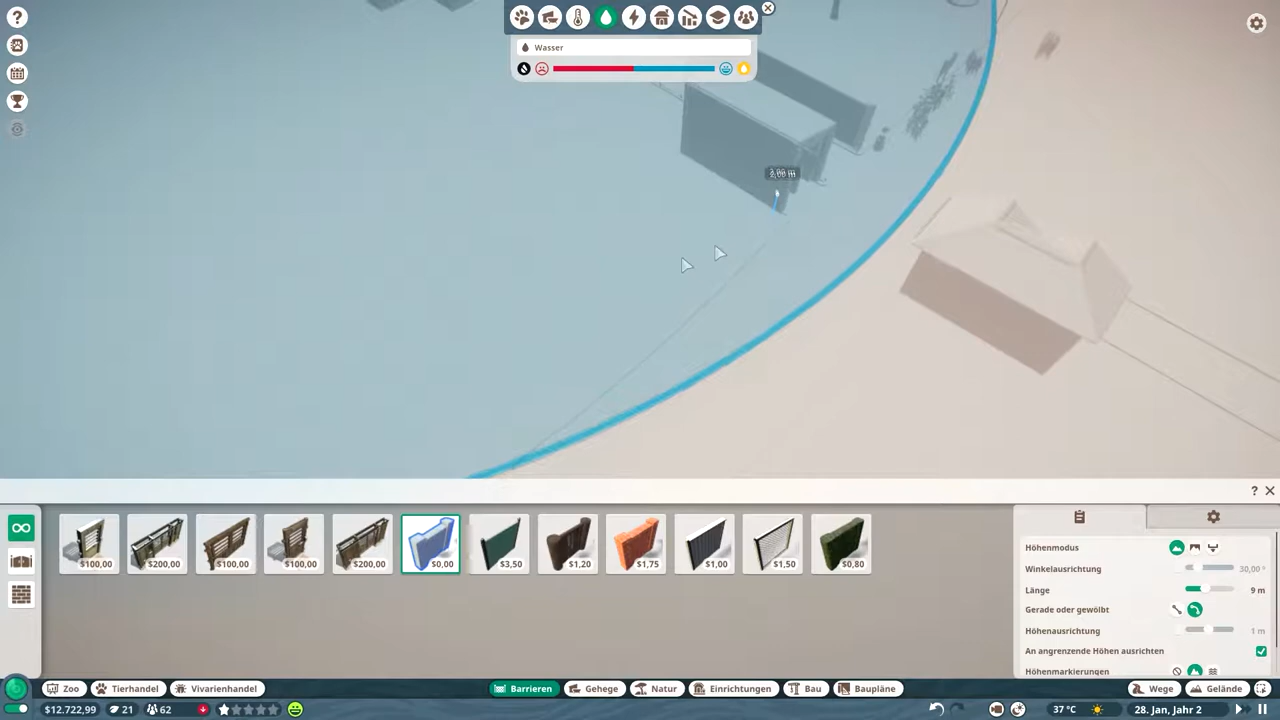 Wasser
2,00 m
$100,00
$200,00
$100,00
$100,00
$200,00
$0,00
$3,50
$1,20
$1,75
$1,00
$1,50
$0,80
? 
Höhenmodus
Winkelausrichtung 30,00 °
Länge 9 m
Gerade oder gewölbt
Höhenausrichtung 1 m
An angrenzende Höhen ausrichten
Höhenmarkierungen
Zoo Tierhandel Vivarienhandel Barrieren Gehege Natur Einrichtungen Bau Baupläne Wege Gelände
$12.722,99 21 62 37 °C 28. Jan, Jahr 2